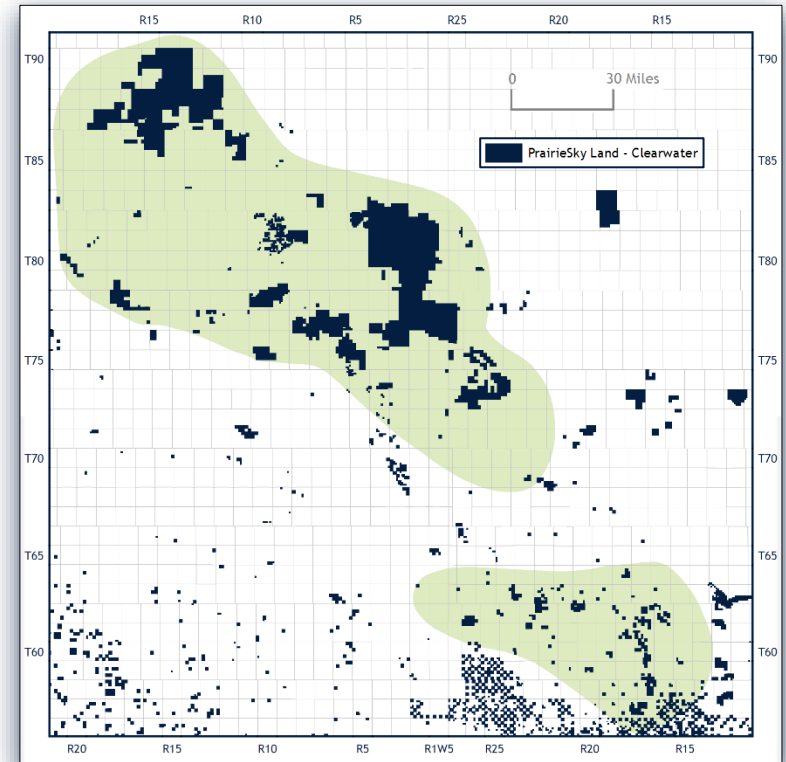 R15 R10 R5 R25 R20 R15
T90 T90
0 30 Miles
PrairieSky Land - Clearwater
T85 T85
T80 T80
T75 T75
T70 T70
T65 T65
T60 T60
R20 R15 R10 R5 R1W5 R25 R20 R15